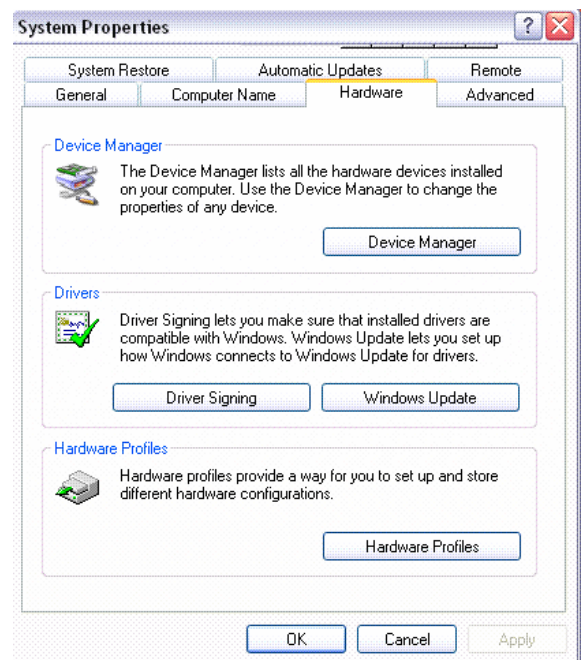 System Properties
System Restore Automatic Updates Remote
General Computer Name Hardware Advanced
Device Manager
The Device Manager lists all the hardware devices installed
on your computer. Use the Device Manager to change the
properties of any device.
Device Manager
Drivers
Driver Signing lets you make sure that installed drivers are
compatible with Windows. Windows Update lets you set up
how Windows connects to Windows Update for drivers.
Driver Signing Windows Update
Hardware Profiles
Hardware profiles provide a way for you to set up and store
different hardware configurations.
Hardware Profiles
OK Cancel Apply